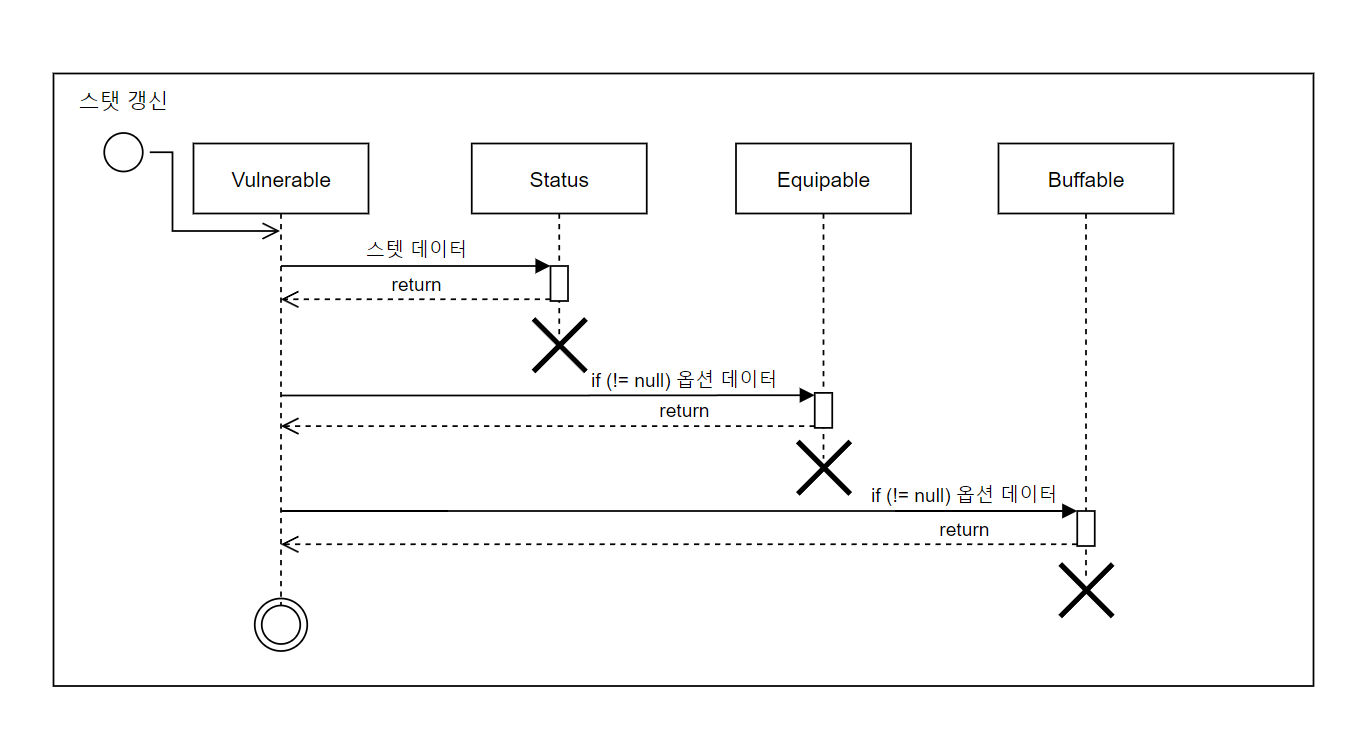 스탯 갱신
Vulnerable
Status
Equipable
Buffable
스텟 데이터
return
if (!= null) 옵션 데이터
return
if (!= null) 옵션 데이터
return